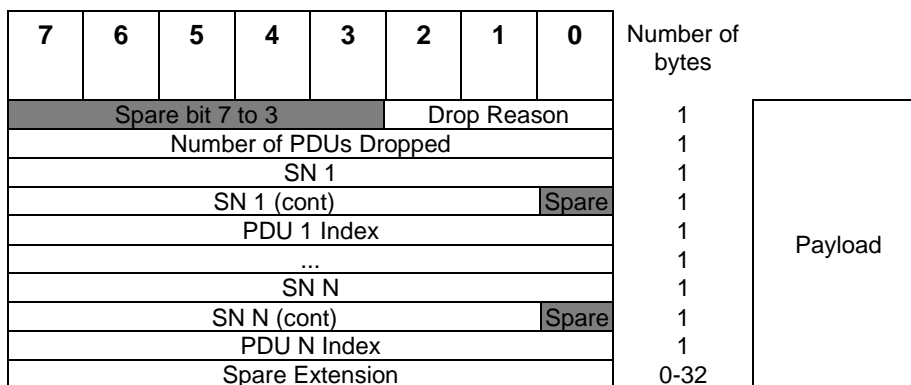 7 6 5 4 3 2 1 0 Number of
bytes
Spare bit 7 to 3 Drop Reason 1
Number of PDUs Dropped 1
SN 1 1
SN 1 (cont) Spare 1
PDU 1 Index 1
Payload
... 1
SN N 1
SN N (cont) Spare 1
PDU N Index 1
Spare Extension 0-32